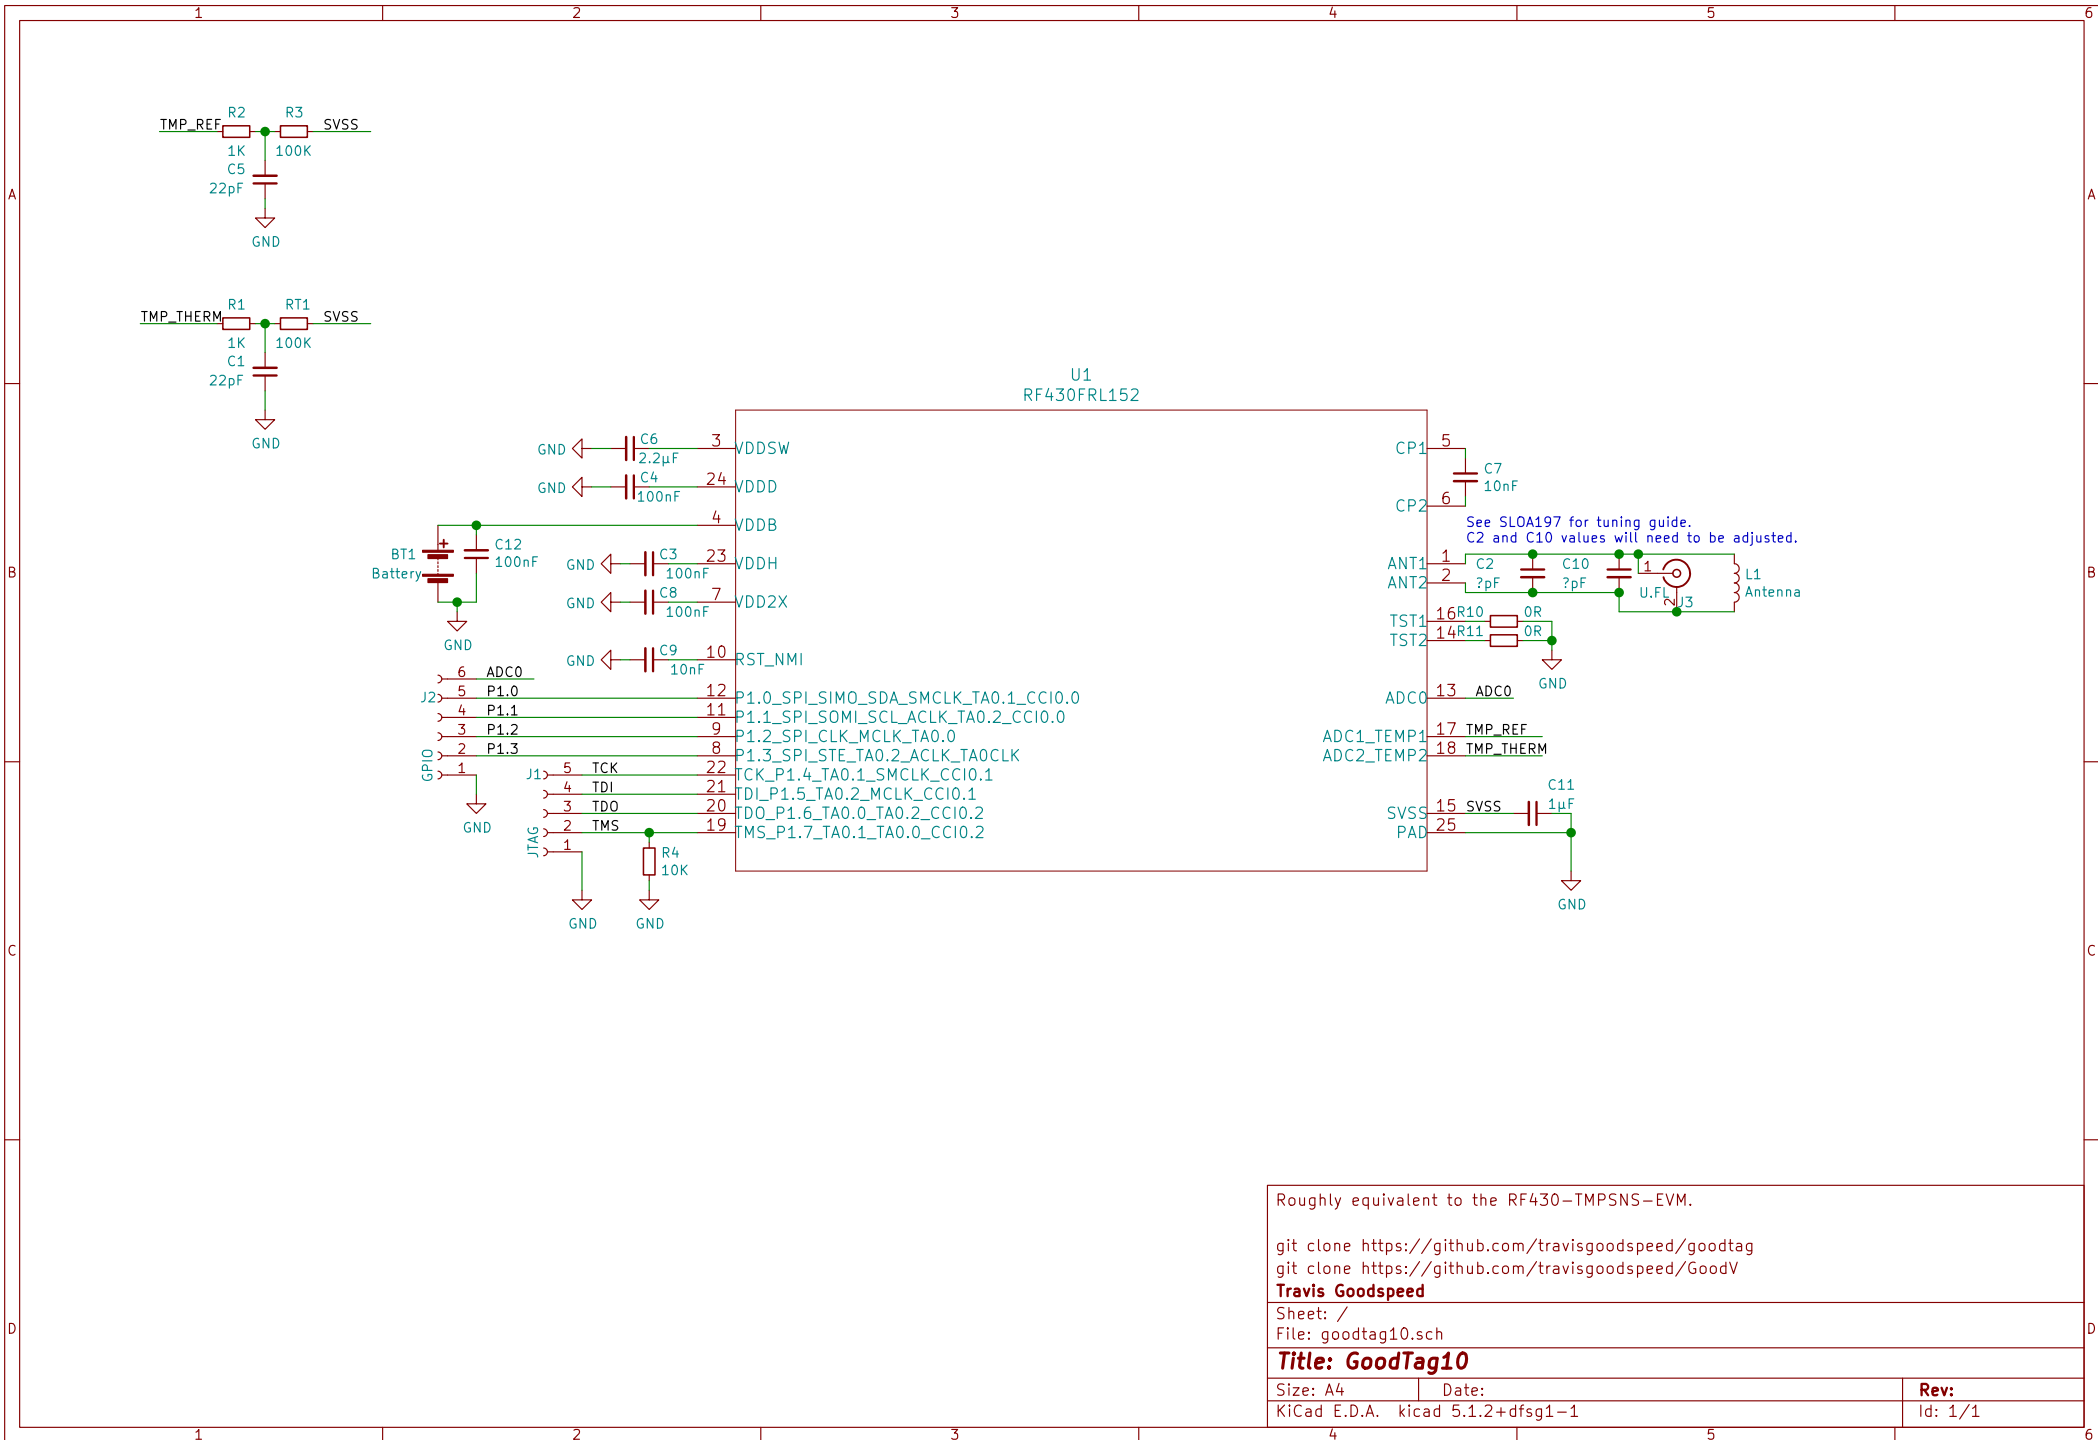 1 2 3 4 5 6
R2 R3
TMP_REF SVSS
1K 100K
C5
22pF
A A
GND
R1 RT1
TMP_THERM SVSS
1K 100K
C1
22pF
GND
U1
RF430FRL152
GND C6 2.2µF 3 VDDSW
GND C4 100nF 24 VDDD
4 VDDB
BT1
Battery
+
C12
100nF
GND
GND C3 100nF 23 VDDH
GND C8 100nF 7 VDD2X
GND C9 10nF 10 RST_NMI
B B
J2
GPIO
6 ADC0
5 P1.0 12 P1.0_SPI_SIMO_SDA_SMCLK_TA0.1_CCI0.0
4 P1.1 11 P1.1_SPI_SOMI_SCL_ACLK_TA0.2_CCI0.0
3 P1.2 9 P1.2_SPI_CLK_MCLK_TA0.0
2 P1.3 8 P1.3_SPI_STE_TA0.2_ACLK_TA0CLK
1
GND
J1
JTAG
5 TCK 22 TCK_P1.4_TA0.1_SMCLK_CCI0.1
4 TDI 21 TDI_P1.5_TA0.2_MCLK_CCI0.1
3 TDO 20 TDO_P1.6_TA0.0_TA0.2_CCI0.2
2 TMS 19 TMS_P1.7_TA0.1_TA0.0_CCI0.2
1
R4
10K
GND GND
CP1 5
C7
10nF
CP2 6
See SLOA197 for tuning guide.
C2 and C10 values will need to be adjusted.
ANT1 1
ANT2 2
C2
?pF
C10
?pF
1
2
U.FL
J3
L1
Antenna
TST1 16 R10 0R
TST2 14 R11 0R
GND
ADC0 13 ADC0
ADC1_TEMP1 17 TMP_REF
ADC2_TEMP2 18 TMP_THERM
C11
1µF
SVSS 15 SVSS
PAD 25
GND
C C
Roughly equivalent to the RF430-TMPSNS-EVM.
git clone https://github.com/travisgoodspeed/goodtag
git clone https://github.com/travisgoodspeed/GoodV
Travis Goodspeed
Sheet: /
File: goodtag10.sch
D D
Title: GoodTag10
Size: A4 Date: Rev:
KiCad E.D.A. kicad 5.1.2+dfsg1-1 Id: 1/1
1 2 3 4 5 6